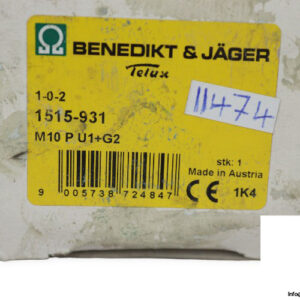 Ω BENEDIKT & JÄGER
Telux
11474
1-0-2
1515-931
M10 P U1+G2
stk: 1
Made in Austria
9 005738 724847
CE 1K4